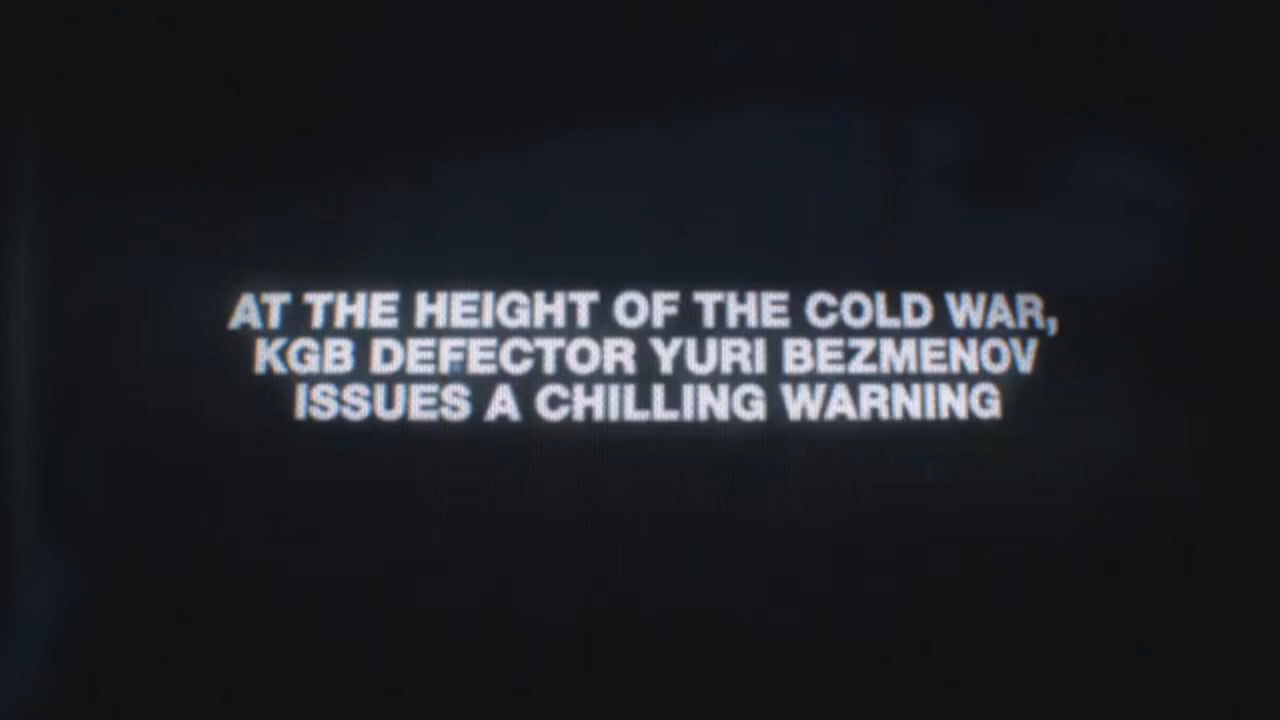 AT THE HEIGHT OF THE COLD WAR,
KGB DEFECTOR YURI BEZMENOV
ISSUES A CHILLING WARNING